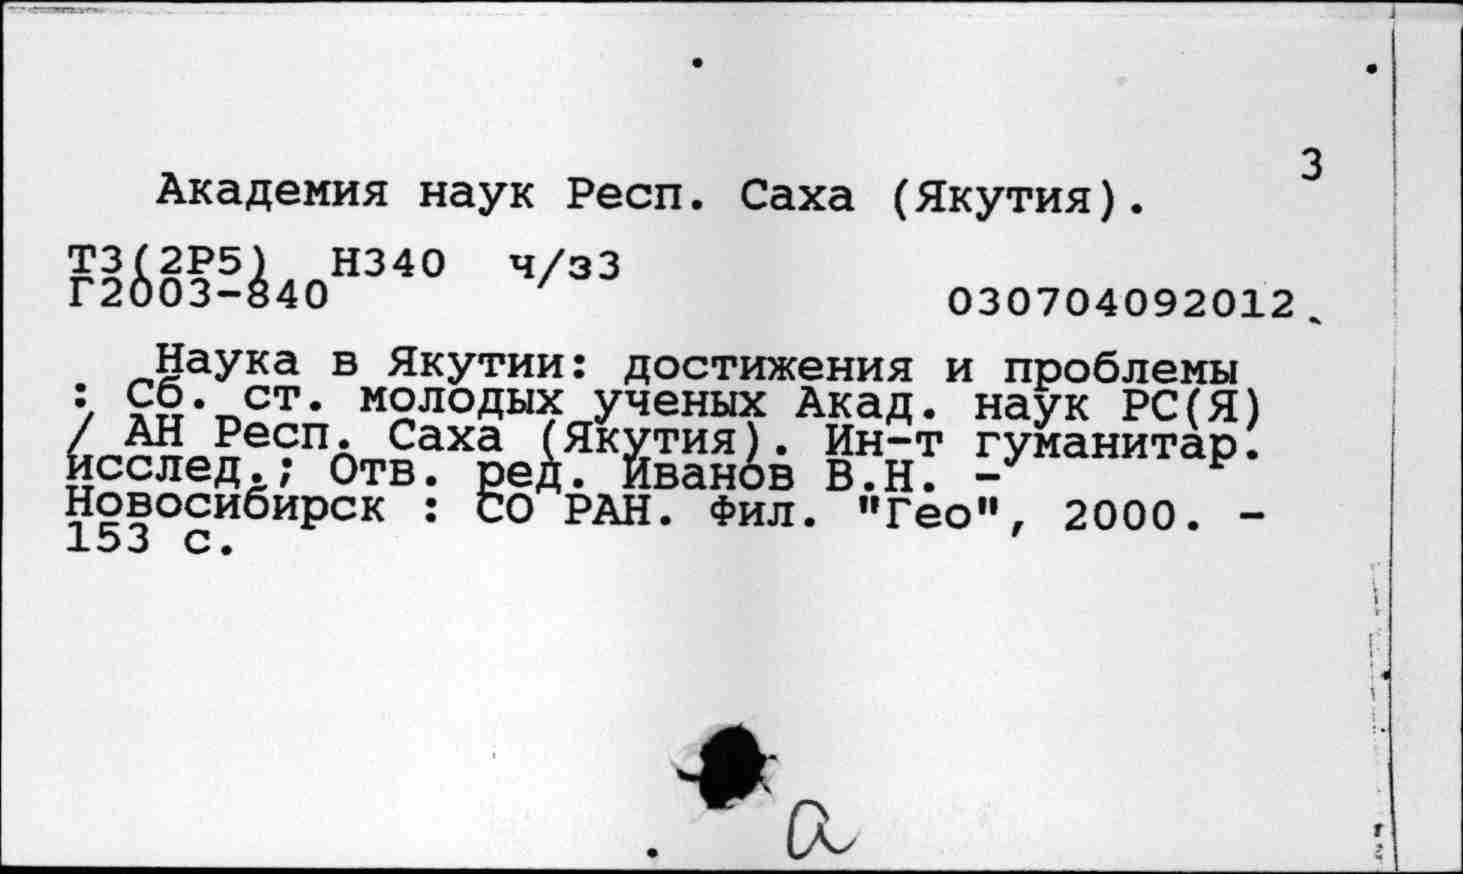 3
Академия наук Респ. Саха (Якутия).
Т3(2Р5) Н340 ч/з3
Г2003-840
030704092012
Наука в Якутии: достижения и проблемы
: Сб. ст. молодых ученых Акад. наук РС(Я)
/ АН Респ. Саха (Якутия). Ин-т гуманитар.
исслед.; Отв. ред. Иванов В.Н. -
Новосибирск : СО РАН. Фил. "Гео", 2000. -
153 с.
а